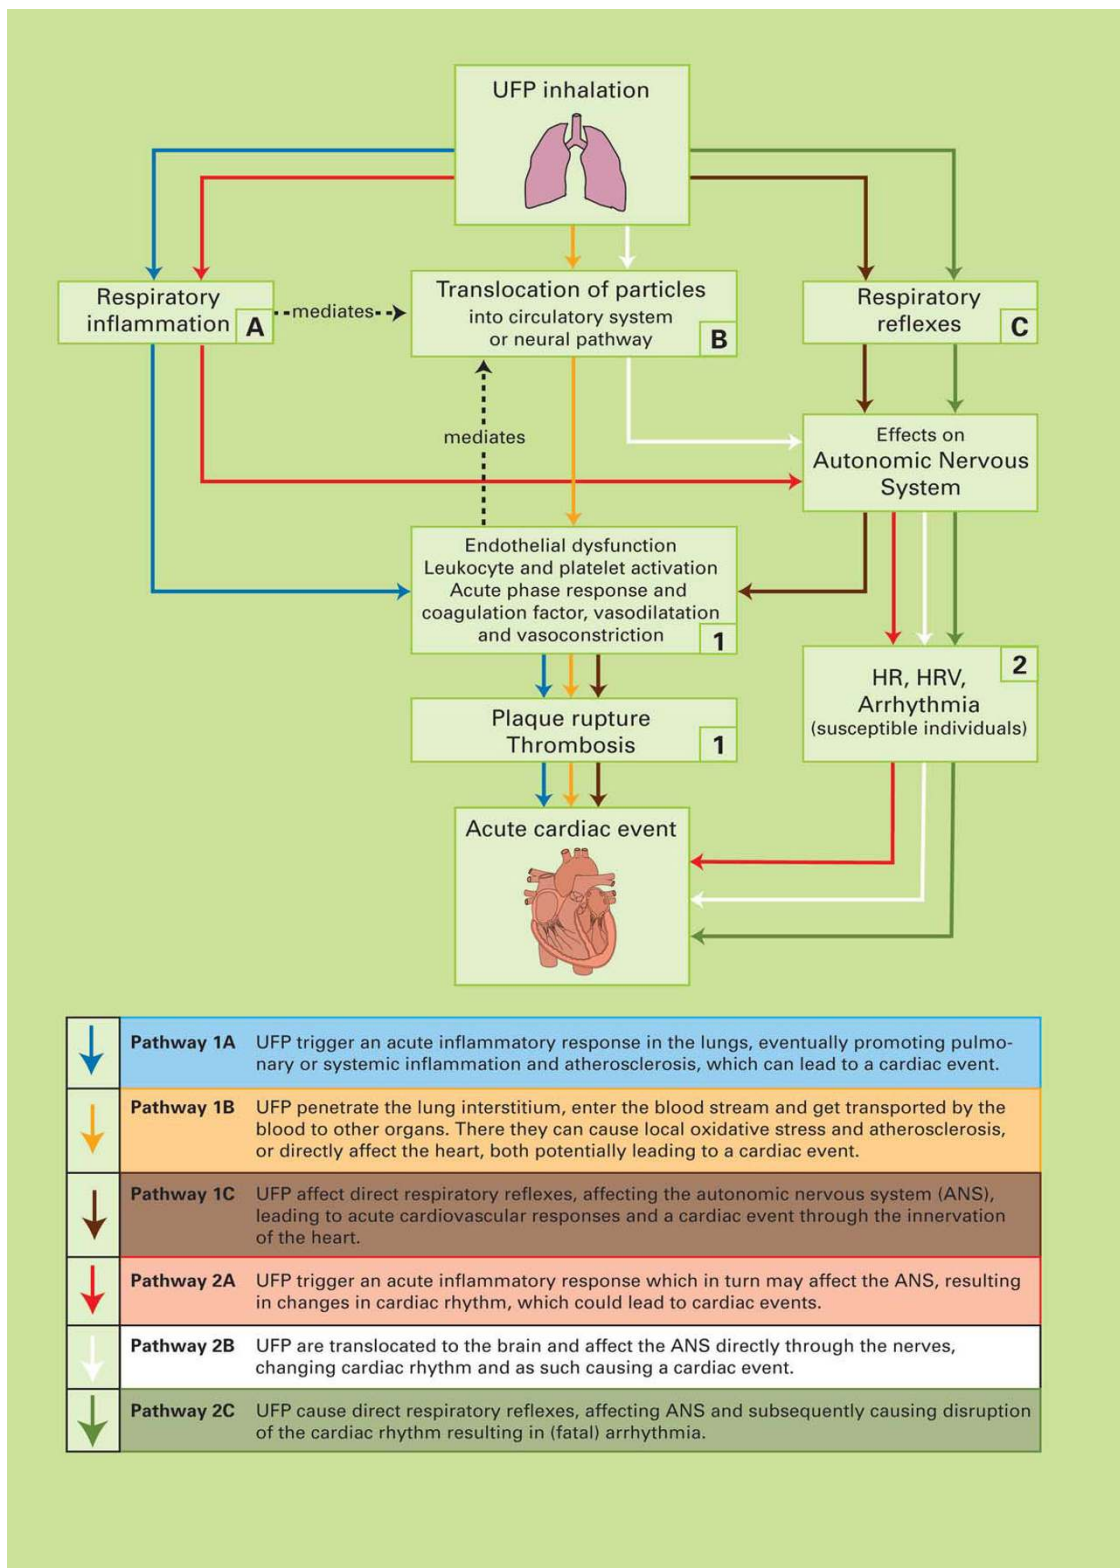 UFP inhalation
Respiratory
inflammation
A
mediates
Translocation of particles
into circulatory system
or neural pathway
B
Respiratory
reflexes
C
mediates
Effects on
Autonomic Nervous
System
Endothelial dysfunction
Leukocyte and platelet activation
Acute phase response and
coagulation factor, vasodilatation
and vasoconstriction
1
2
HR, HRV,
Arrhythmia
(susceptible individuals)
Plaque rupture
Thrombosis
1
Acute cardiac event
Pathway 1A UFP trigger an acute inflammatory response in the lungs, eventually promoting pulmo-
nary or systemic inflammation and atherosclerosis, which can lead to a cardiac event.
Pathway 1B UFP penetrate the lung interstitium, enter the blood stream and get transported by the
blood to other organs. There they can cause local oxidative stress and atherosclerosis,
or directly affect the heart, both potentially leading to a cardiac event.
Pathway 1C UFP affect direct respiratory reflexes, affecting the autonomic nervous system (ANS),
leading to acute cardiovascular responses and a cardiac event through the innervation
of the heart.
Pathway 2A UFP trigger an acute inflammatory response which in turn may affect the ANS, resulting
in changes in cardiac rhythm, which could lead to cardiac events.
Pathway 2B UFP are translocated to the brain and affect the ANS directly through the nerves,
changing cardiac rhythm and as such causing a cardiac event.
Pathway 2C UFP cause direct respiratory reflexes, affecting ANS and subsequently causing disruption
of the cardiac rhythm resulting in (fatal) arrhythmia.